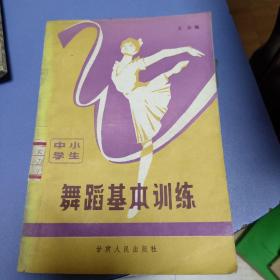 中小
学生
舞蹈基本训练
甘肃人民出版社